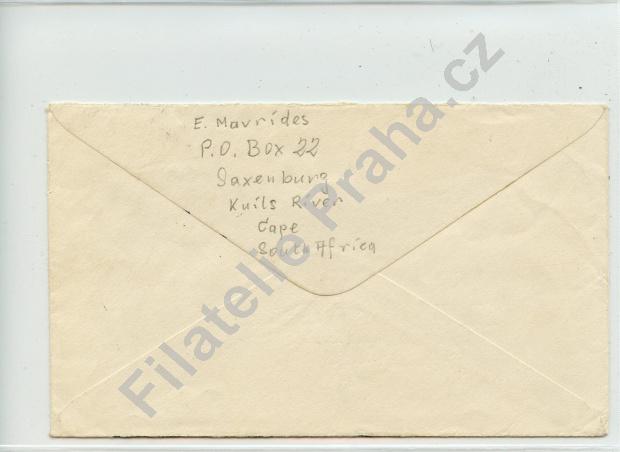 E. Mavrides
P.O. Box 22
Saxenburg
Kuils River
Cape
South Africa
Filatelie Praha.cz